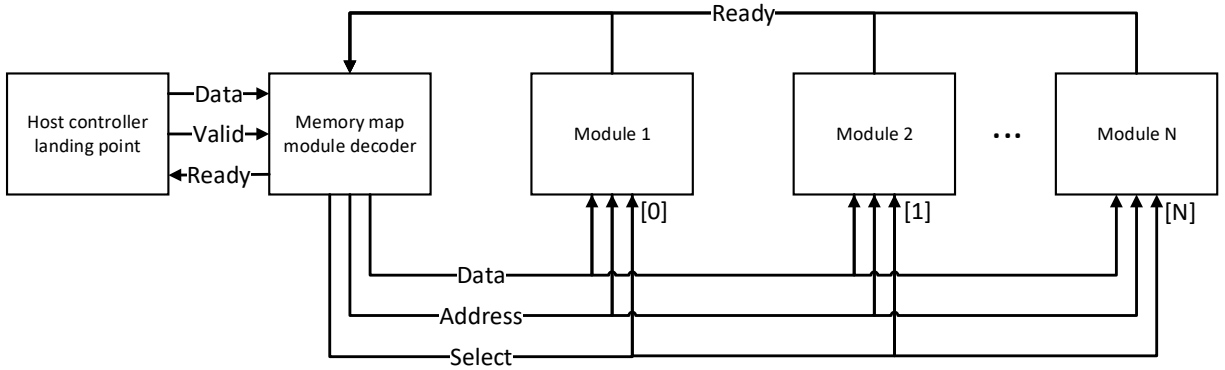 Ready
Data
Valid
Ready
Host controller
landing point
Memory map
module decoder
Module 1
Module 2
...
Module N
[0]
[1]
[N]
Data
Address
Select